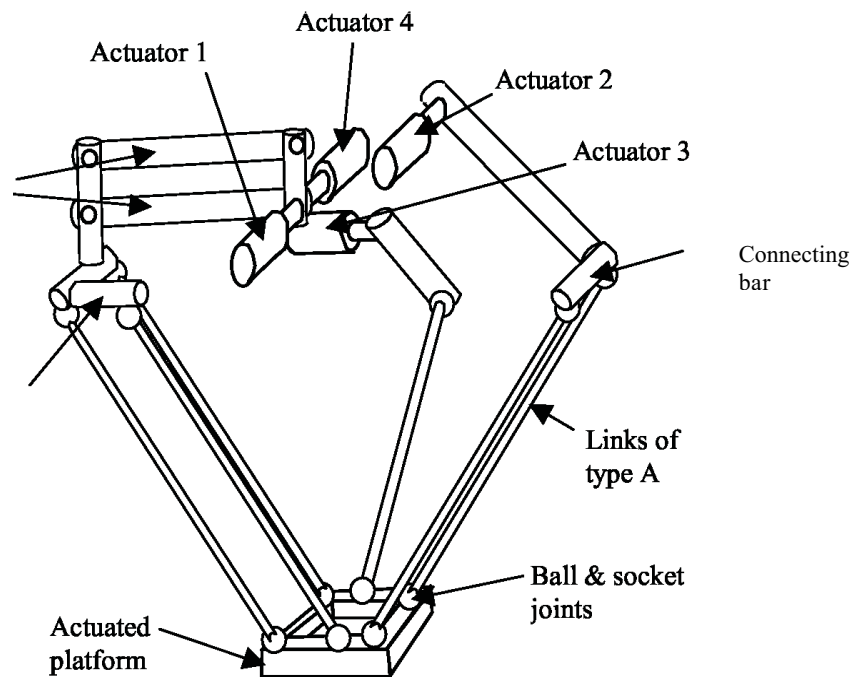 Actuator 4
Actuator 1
Actuator 2
Actuator 3
Connecting
bar
Links of
type A
Ball & socket
joints
Actuated
platform